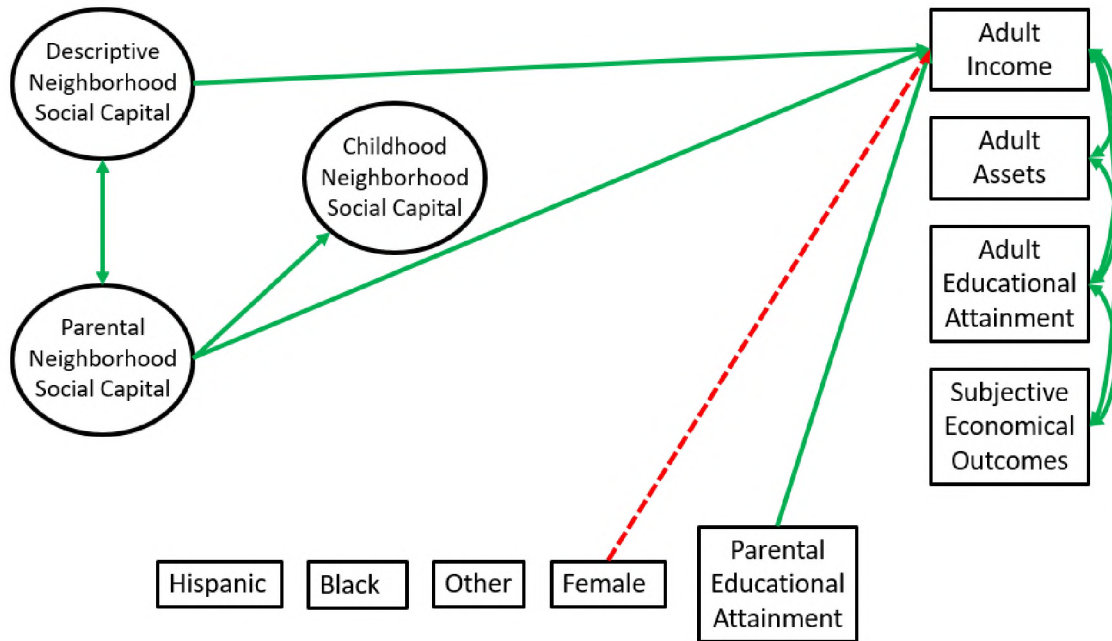 Descriptive
Neighborhood
Social Capital
Childhood
Neighborhood
Social Capital
Parental
Neighborhood
Social Capital
Adult
Income
Adult
Assets
Adult
Educational
Attainment
Subjective
Economical
Outcomes
Hispanic
Black
Other
Female
Parental
Educational
Attainment